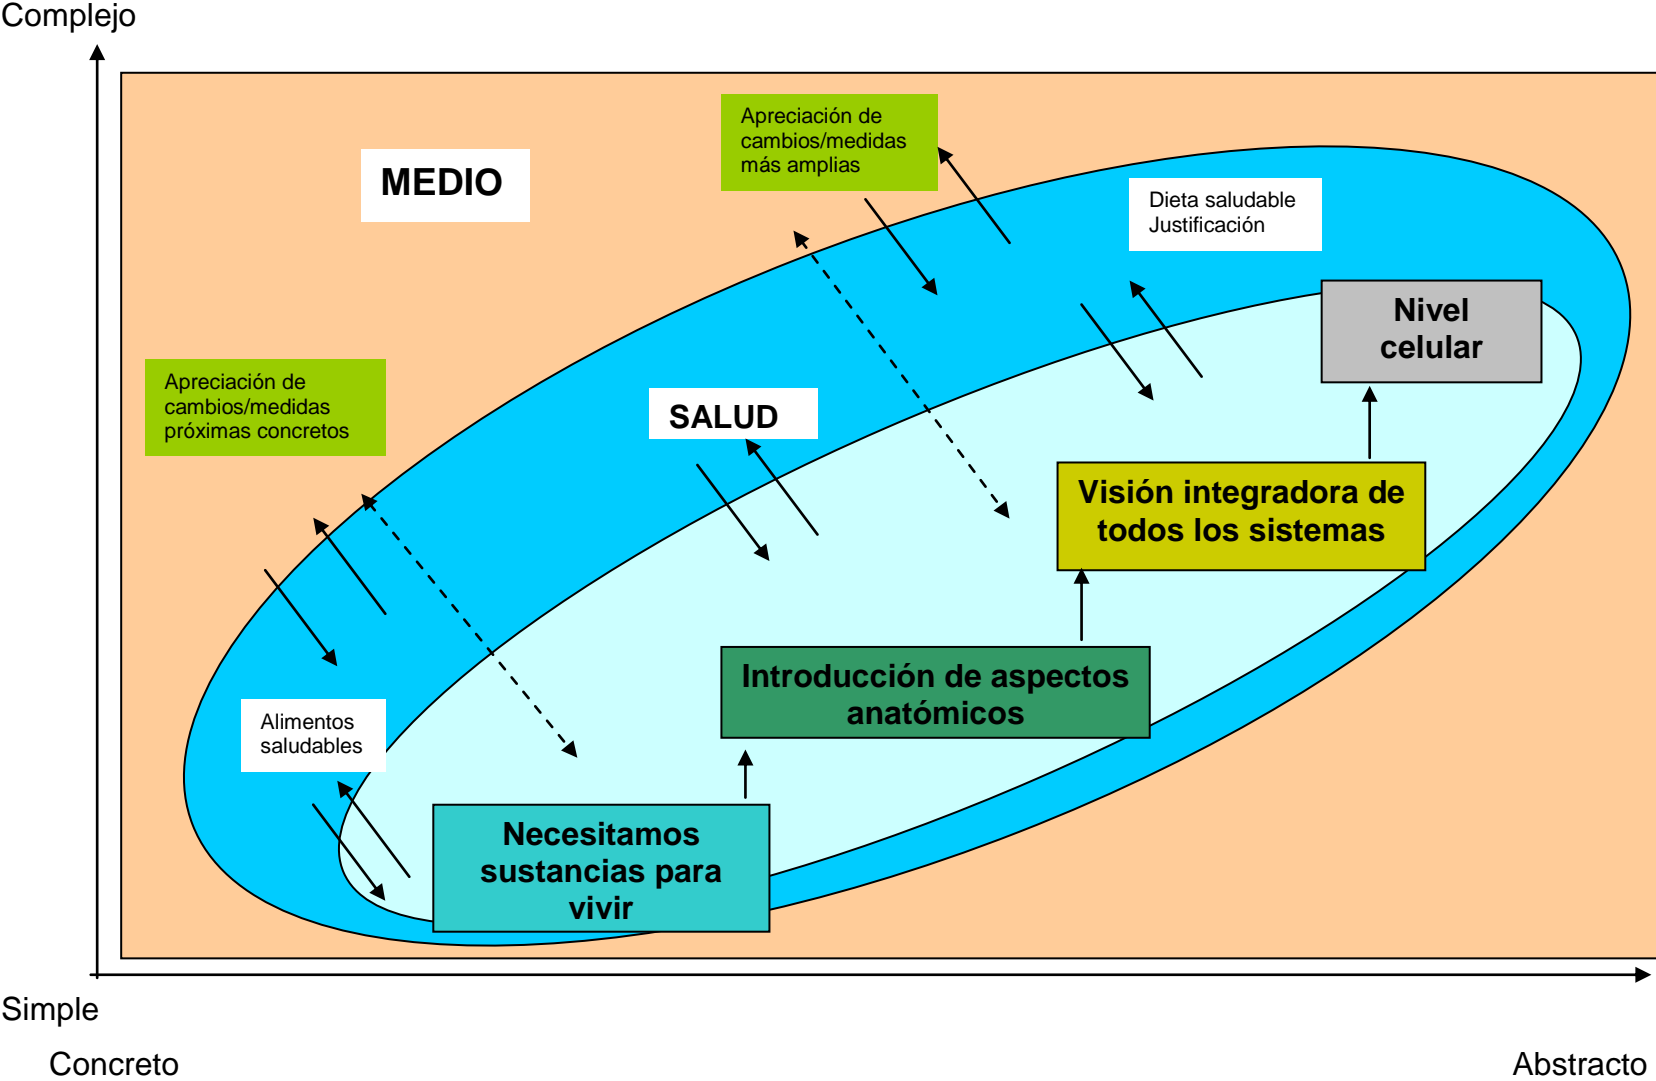 Complejo
Apreciación de
cambios/medidas
más amplias
MEDIO
Dieta saludable
Justificación
Nivel
celular
Apreciación de
cambios/medidas
próximas concretos
SALUD
Visión integradora de
todos los sistemas
Introducción de aspectos
anatómicos
Alimentos
saludables
Necesitamos
sustancias para
vivir
Simple
Concreto
Abstracto